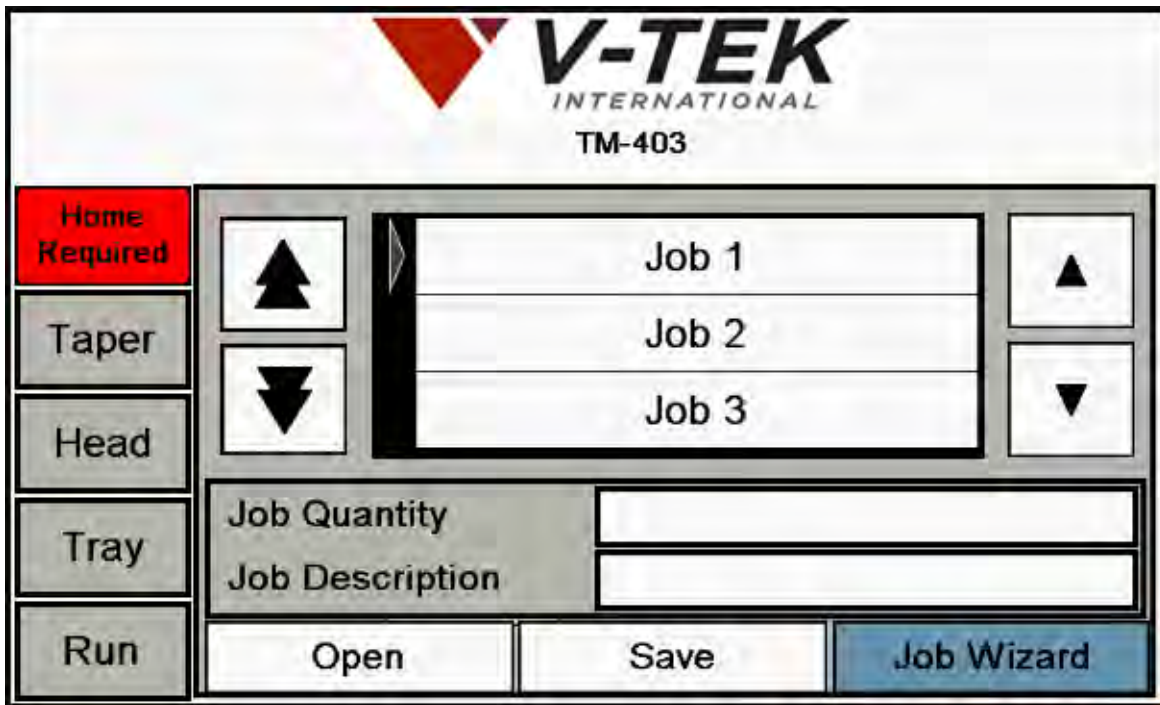 V-TEK
INTERNATIONAL
TM-403
Home
Required
Taper
Head
Tray
Run
Job 1
Job 2
Job 3
Job Quantity
Job Description
Open
Save
Job Wizard